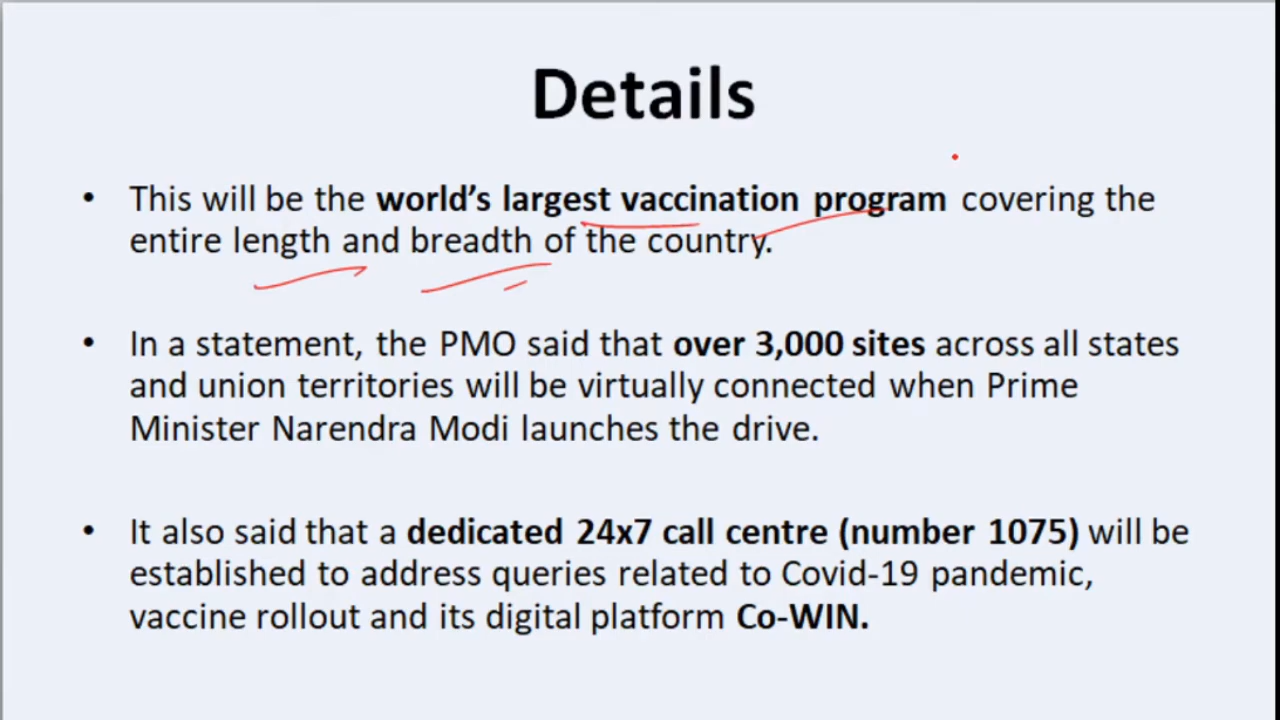 Details
• This will be the world's largest vaccination program covering the
entire length and breadth of the country.
• In a statement, the PMO said that over 3,000 sites across all states
and union territories will be virtually connected when Prime
Minister Narendra Modi launches the drive.
• It also said that a dedicated 24x7 call centre (number 1075) will be
established to address queries related to Covid-19 pandemic,
vaccine rollout and its digital platform Co-WIN.